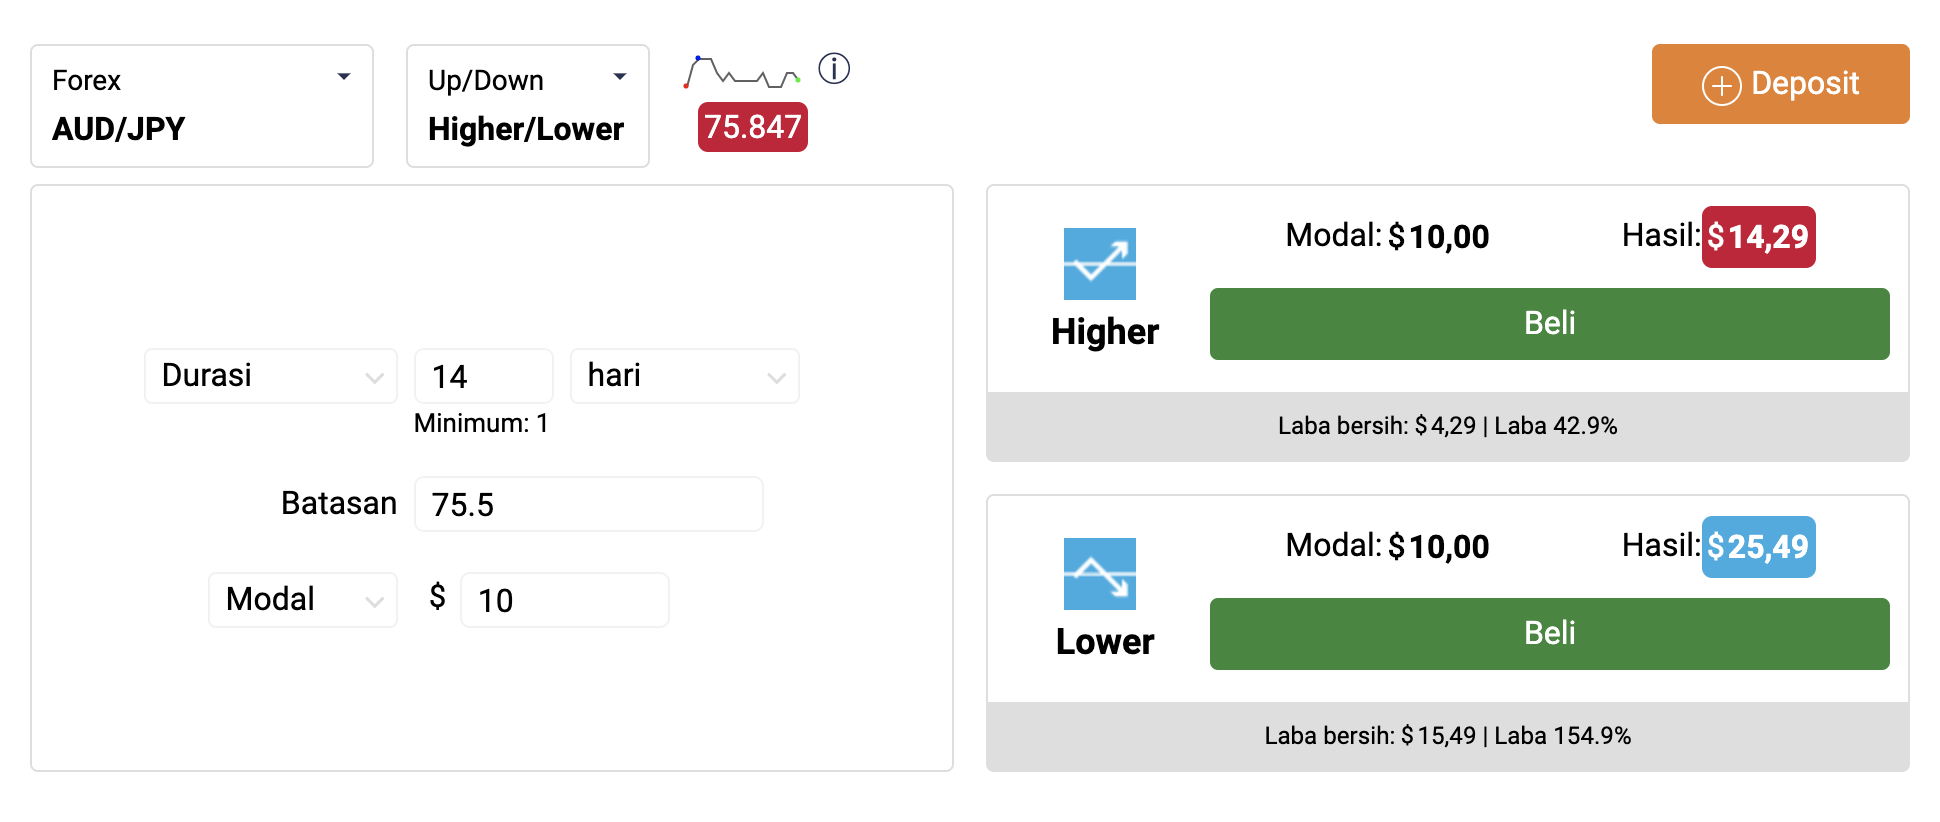 Forex
AUD/JPY
Up/Down
Higher/Lower
75.847
Deposit
Durasi 14 hari
Minimum: 1
Batasan 75.5
Modal $ 10
Modal: $ 10,00 Hasil: $ 14,29
Higher
Beli
Laba bersih: $ 4,29 | Laba 42.9%
Modal: $ 10,00 Hasil: $ 25,49
Lower
Beli
Laba bersih: $ 15,49 | Laba 154.9%